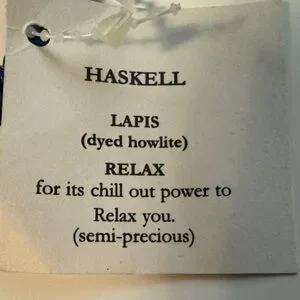 HASKELL
LAPIS
(dyed howlite)
RELAX
for its chill out power to
Relax you.
(semi-precious)